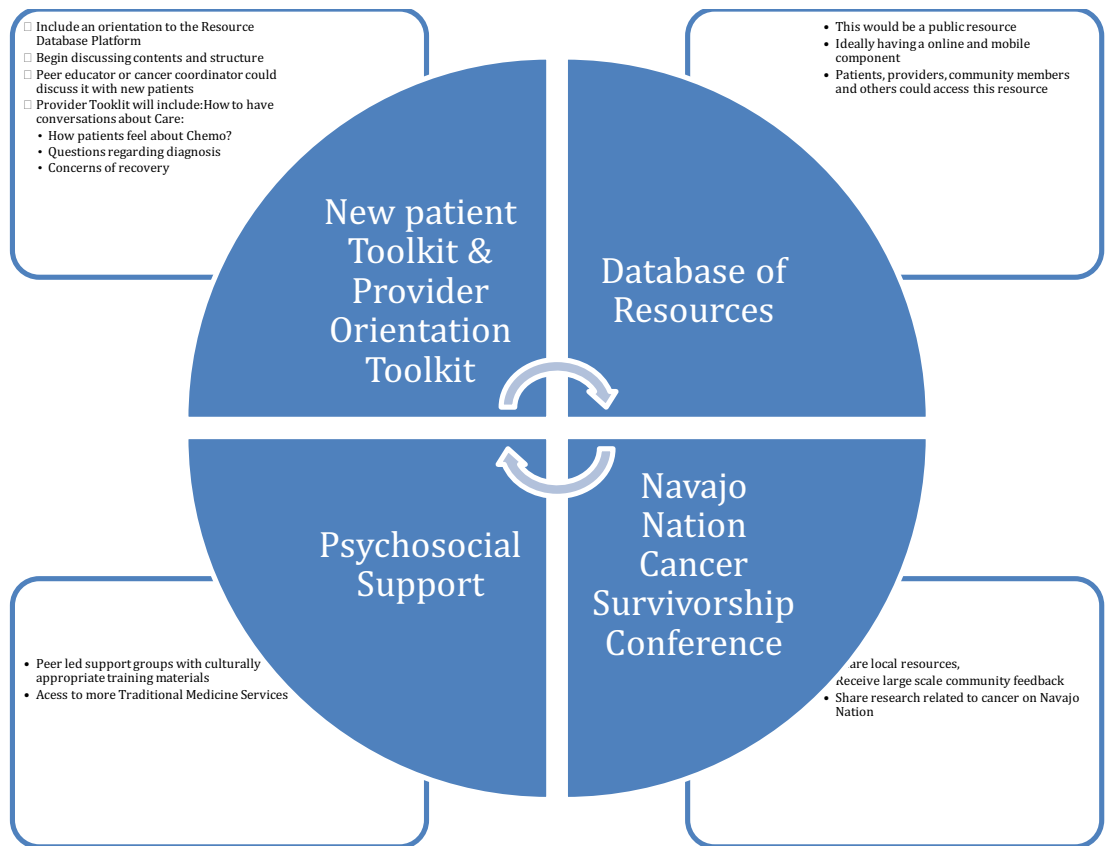 □ Include an orientation to the Resource
Database Platform
□ Begin discussing contents and structure
□ Peer educator or cancer coordinator could
discuss it with new patients
□ Provider Tooklit will include:How to have
conversations about Care:
• How patients feel about Chemo?
• Questions regarding diagnosis
• Concerns of recovery
• This would be a public resource
• Ideally having a online and mobile
component
• Patients, providers, community members
and others could access this resource
New patient
Toolkit &
Provider
Orientation
Toolkit
Database of
Resources
Psychosocial
Support
Navajo
Nation
Cancer
Survivorship
Conference
• Peer led support groups with culturally
appropriate training materials
• Acess to more Traditional Medicine Services
local resources,
Receive large scale community feedback
• Share research related to cancer on Navajo
Nation